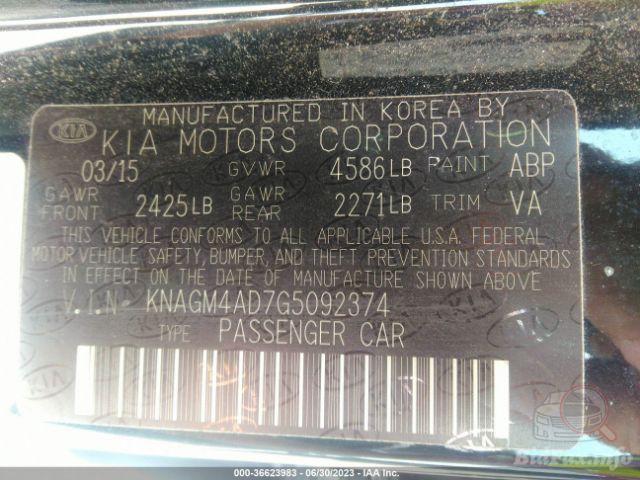 MANUFACTURED IN KOREA BY
KIA KIA MOTORS CORPORATION
03/15 GVWR 4586LB PAINT ABP
GAWR FRONT 2425LB GAWR REAR 2271LB TRIM VA
THIS VEHICLE CONFORMS TO ALL APPLICABLE U.S.A. FEDERAL
MOTOR VEHICLE SAFETY, BUMPER, AND THEFT PREVENTION STANDARDS
IN EFFECT ON THE DATE OF MANUFACTURE SHOWN ABOVE
V.I.N KNAGM4AD7G5092374
TYPE PASSENGER CAR
000-36623983 - 06/30/2023 - IAA Inc.